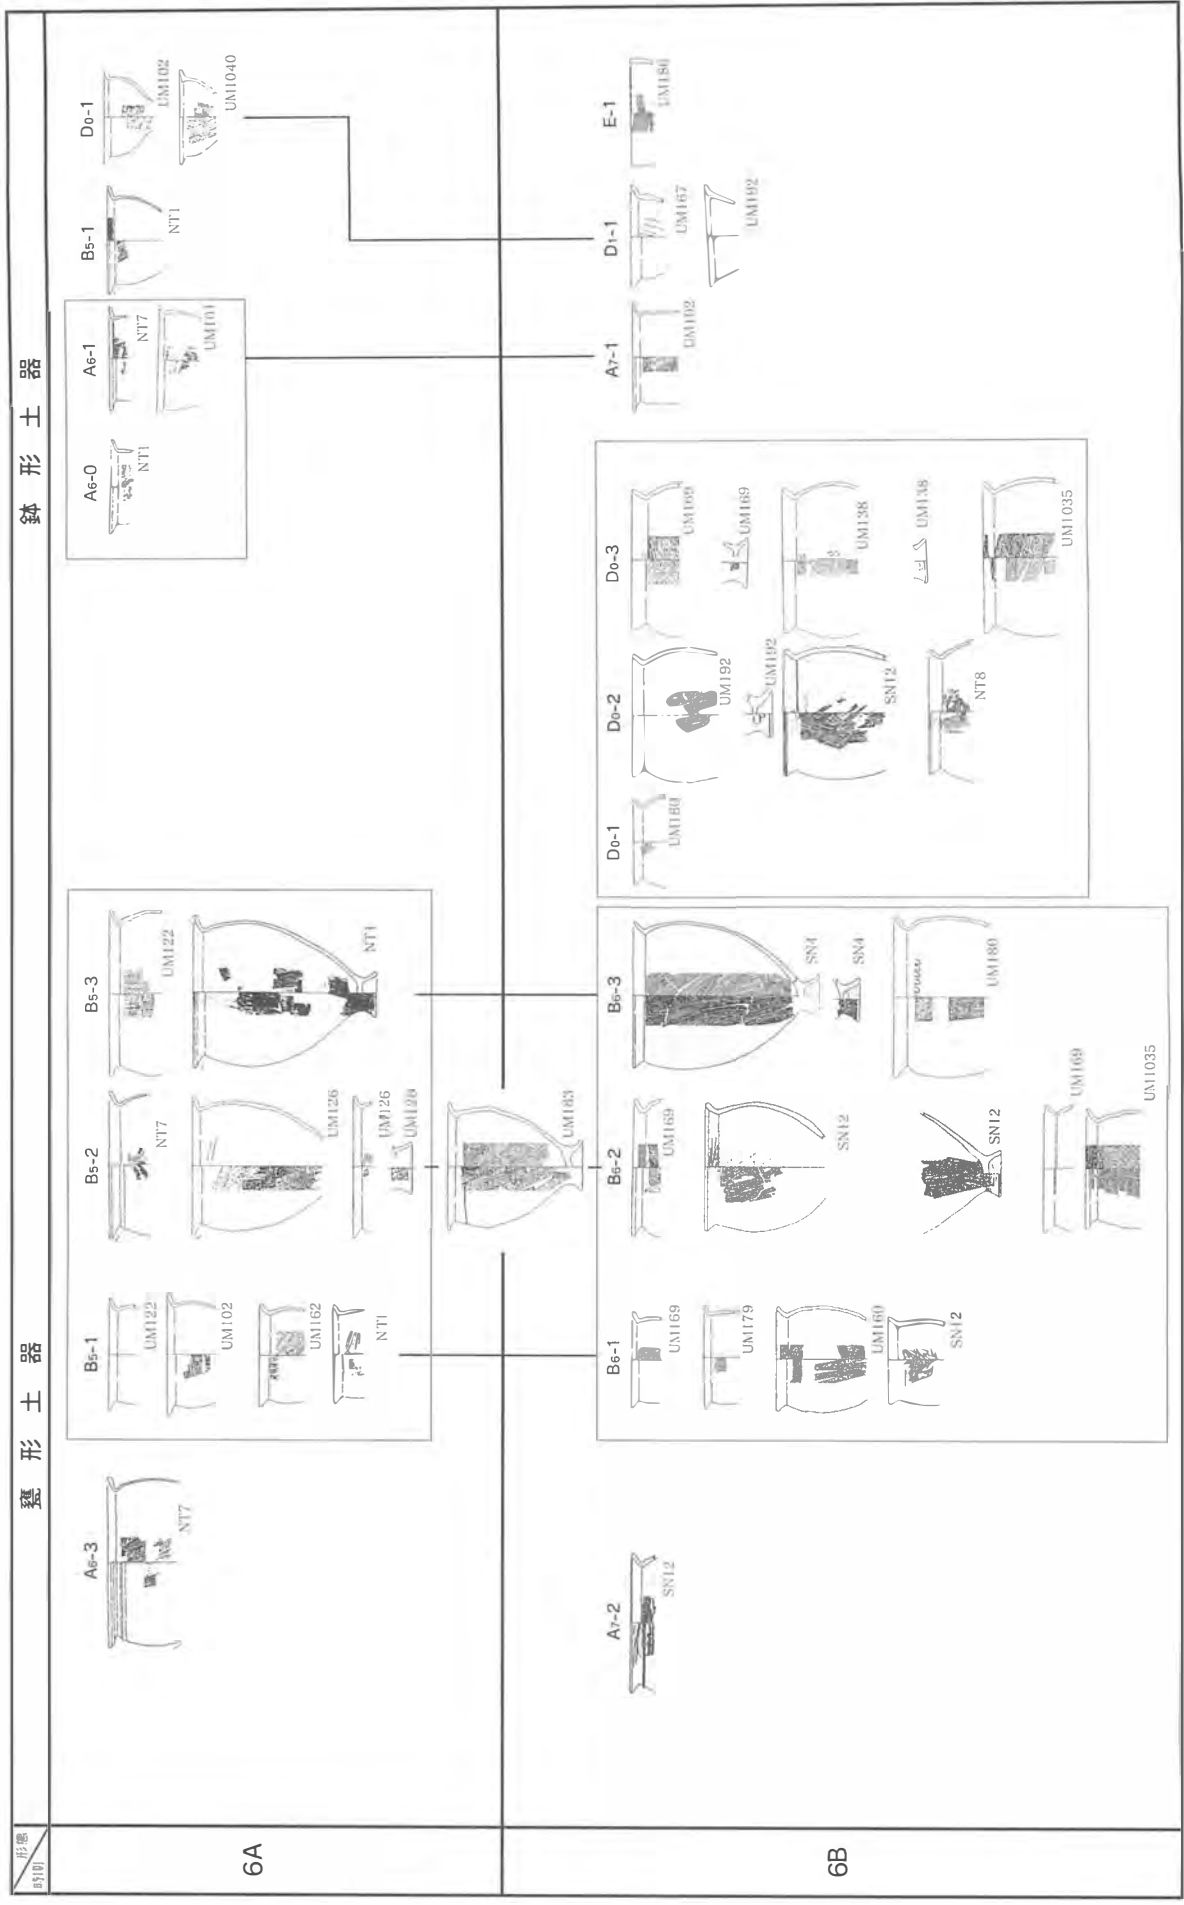 形態
時期
甕形土器
鉢形土器
6A
A6-3
NT7
B5-1
UM122
UM102
UM162
NT1
B5-2
NT7
UM126
UM126
UM126
UM183
B5-3
UM122
NT1
A6-0
NT1
A6-1
NT7
UM161
B5-1
NT1
D0-1
UM102
UM1040
6B
A7-2
SN12
B6-1
UM169
UM179
UM160
SN12
B6-2
UM169
SN12
SN12
UM169
UM1035
B6-3
SN4
SN4
UM180
D0-1
UM160
D0-2
UM192
UM192
SN12
NT8
D0-3
UM169
UM169
UM138
UM138
UM1035
A7-1
UM192
D1-1
UM167
UM192
E-1
UM186